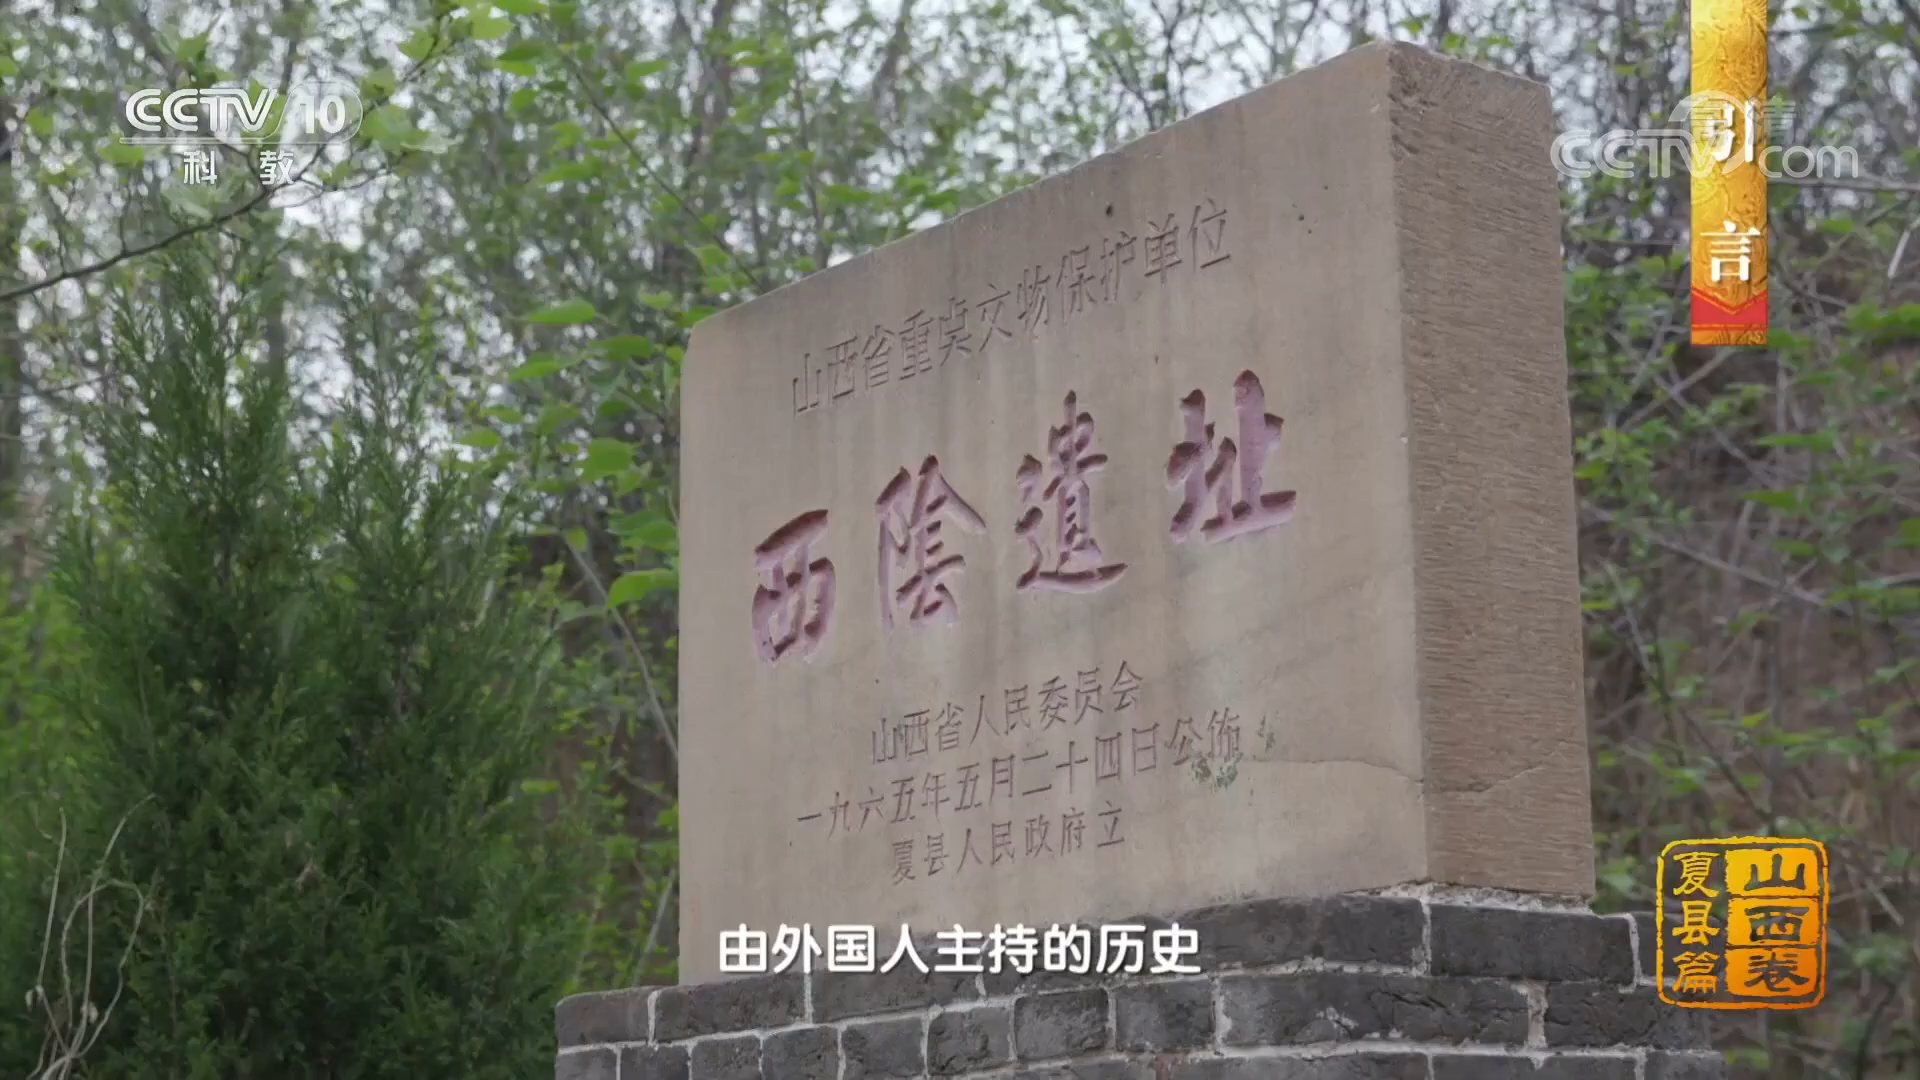 CCTV 10
科教
CCTV.com
高清
引言
山西省重点文物保护单位
西陰遺址
山西省人民委员会
一九六五年五月二十四日公佈
夏县人民政府立
由外国人主持的历史
山西卷
夏县篇